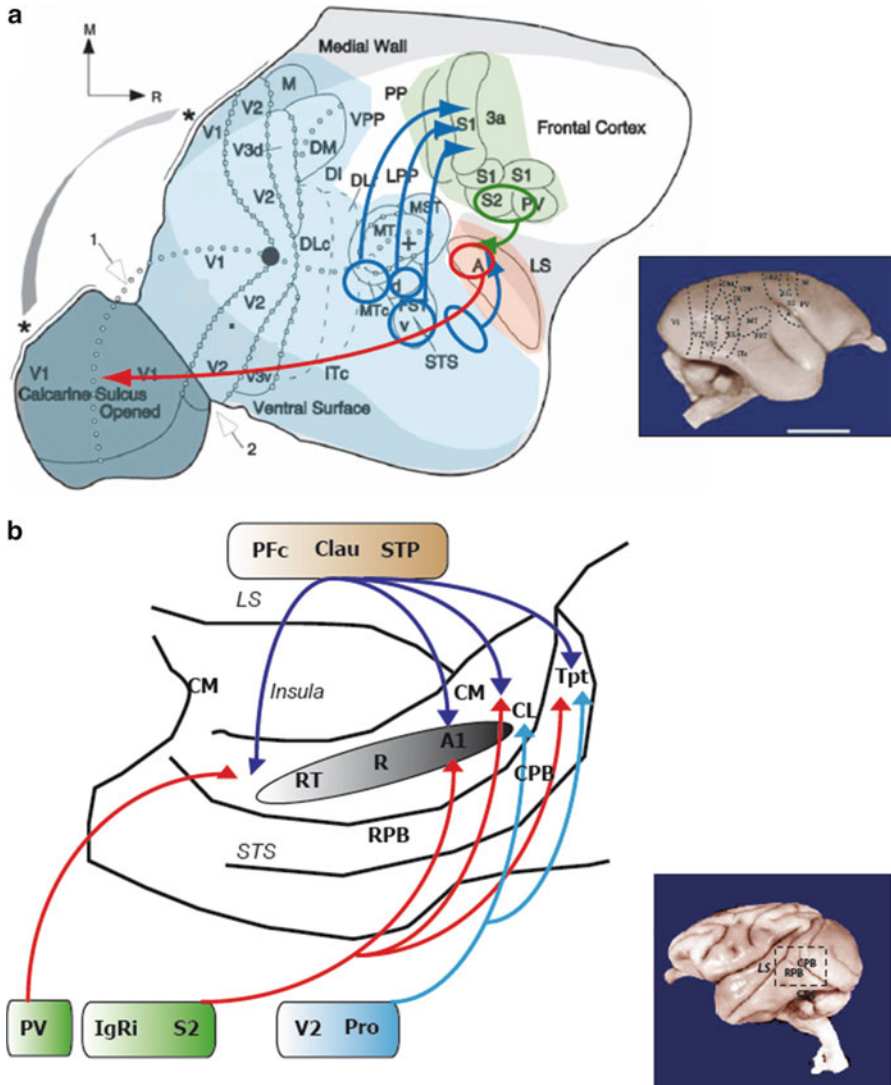 a
M
R
Medial Wall
M
PP
V2
VPP
S1
3a
Frontal Cortex
V1
V3d
DM
DI
DL
LPP
S1
S1
V2
MST
S2
PV
MT
+
1
V1
DLc
A
LS
*
*
MTc
d
FST
v
V2
STS
V1
V1
V2
V3v
ITc
Calcarine Sulcus
Opened
Ventral Surface
2
b
PFc Clau STP
LS
CM
Insula
CM
Tpt
CL
A1
R
RT
CPB
RPB
STS
PV
IgRi S2
V2 Pro
LS
CPB
RPB